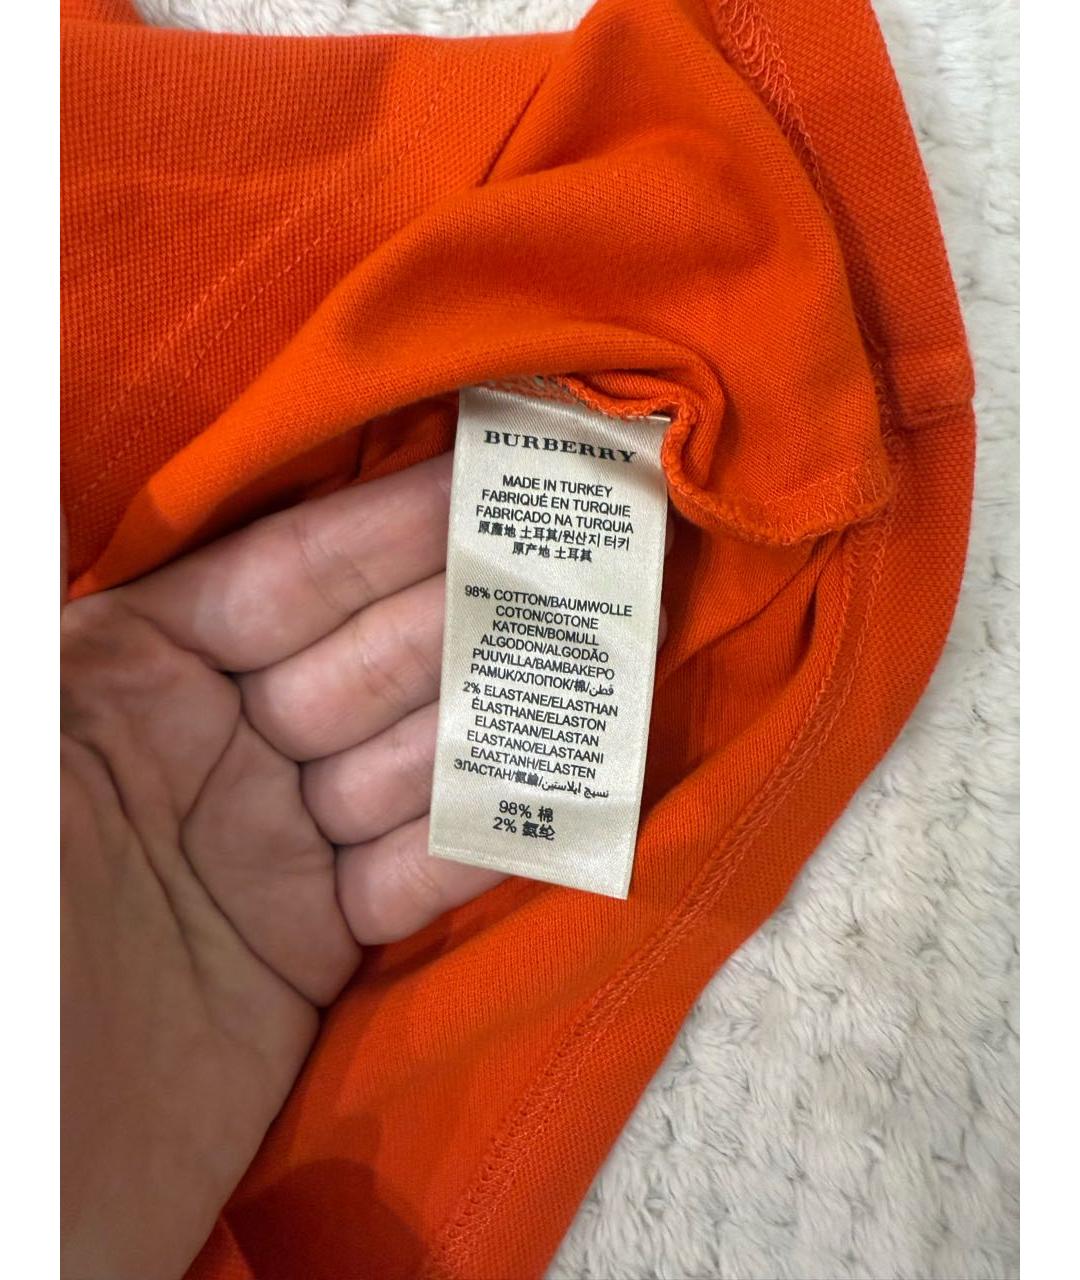 BURBERRY
MADE IN TURKEY
FABRIQUÉ EN TURQUIE
FABRICADO NA TURQUIA
原產地 土耳其/원산지 터키
原产地 土耳其
98% COTTON/BAUMWOLLE
COTON/COTONE
KATOEN/BOMULL
ALGODON/ALGODÃO
PUUVILLA/ΒΑΜΒΑΚΕΡΟ
PAMUK/ХЛОПОК/棉/قطن
2% ELASTANE/ELASTHAN
ÉLASTHANE/ELASTON
ELASTAAN/ELASTAN
ELASTANO/ELASTAANI
ΕΛΑΣΤΑΝΗ/ELASTEN
ЭЛАСТАН/氨綸/نسيج ايلاستين
98% 棉
2% 氨纶